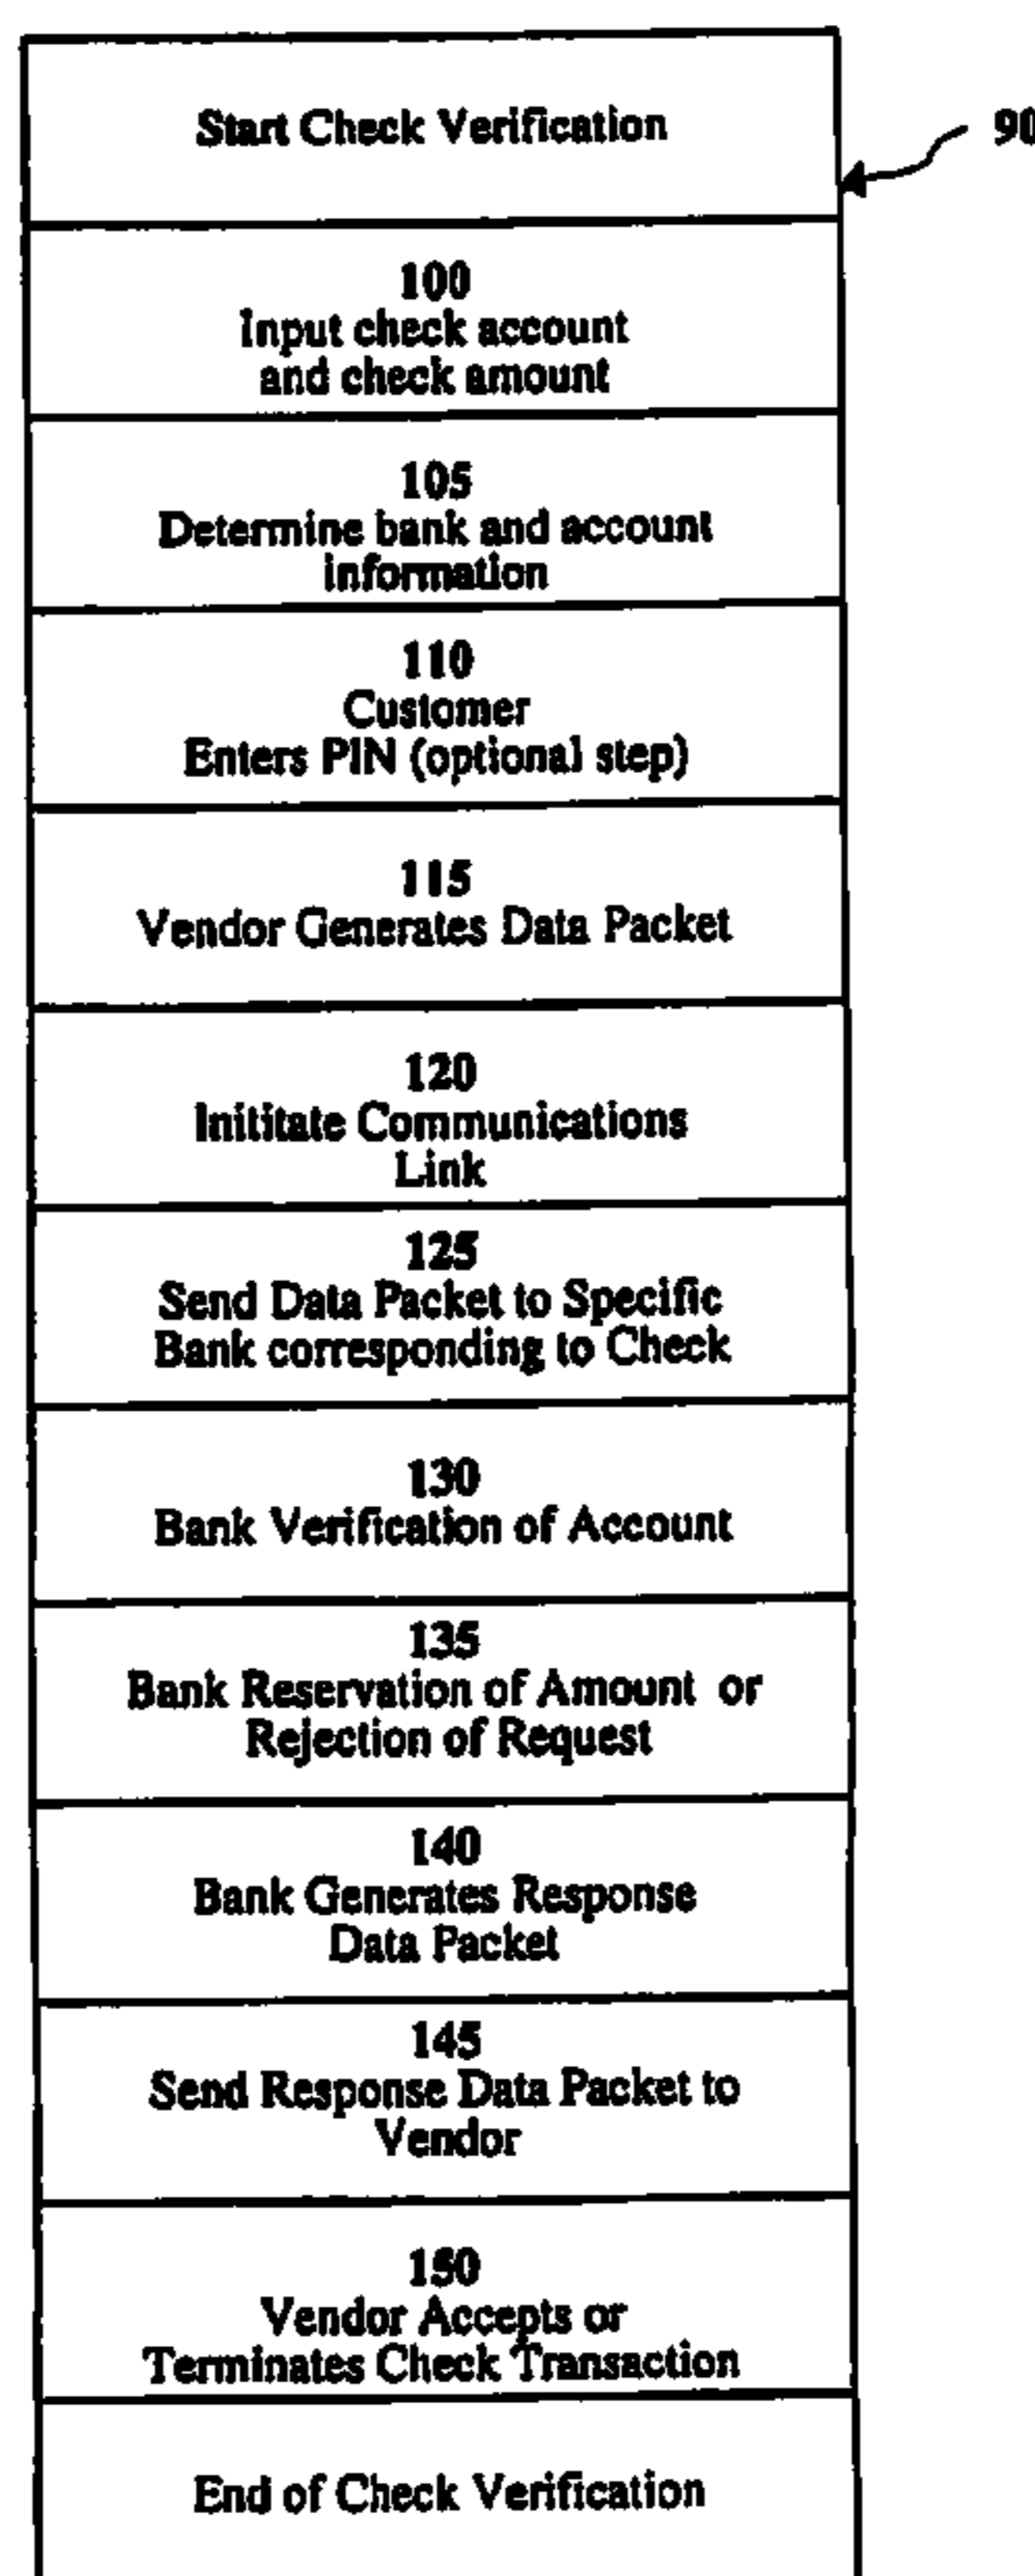 Start Check Verification
90
100
Input check account
and check amount
105
Determine bank and account
information
110
Customer
Enters PIN (optional step)
115
Vendor Generates Data Packet
120
Inititate Communications
Link
125
Send Data Packet to Specific
Bank corresponding to Check
130
Bank Verification of Account
135
Bank Reservation of Amount or
Rejection of Request
140
Bank Generates Response
Data Packet
145
Send Response Data Packet to
Vendor
150
Vendor Accepts or
Terminates Check Transaction
End of Check Verification